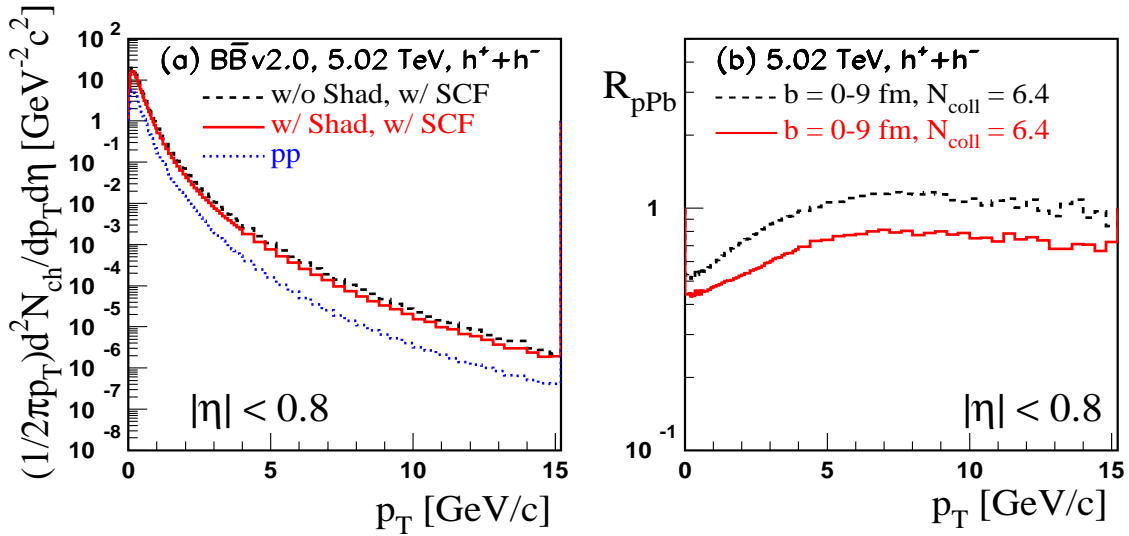 (a) BB̅ v2.0, 5.02 TeV, h⁺+h⁻
w/o Shad, w/ SCF
w/ Shad, w/ SCF
pp
|η| < 0.8
(1/2πp_T)d²N_ch/dp_Tdη [GeV⁻²c²]
10²
10
1
10⁻¹
10⁻²
10⁻³
10⁻⁴
10⁻⁵
10⁻⁶
10⁻⁷
10⁻⁸
0 5 10 15
p_T [GeV/c]
(b) 5.02 TeV, h⁺+h⁻
R_pPb
b = 0-9 fm, N_coll = 6.4
b = 0-9 fm, N_coll = 6.4
|η| < 0.8
1
10⁻¹
0 5 10 15
p_T [GeV/c]